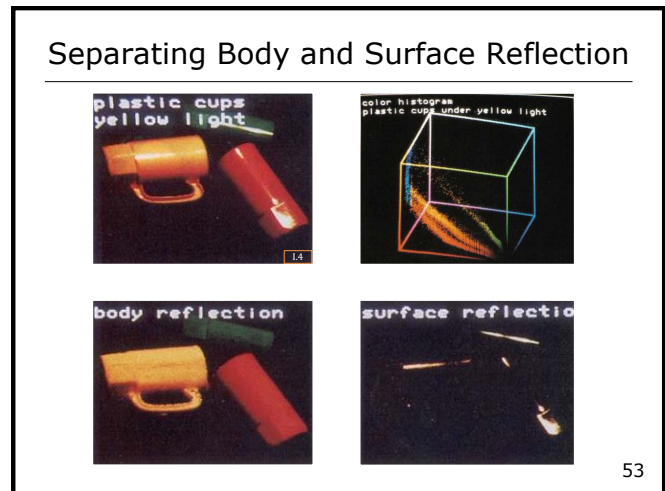 Separating Body and Surface Reflection
plastic cups
yellow light
I.4
color histogram
plastic cups under yellow light
body reflection
surface reflectio
53